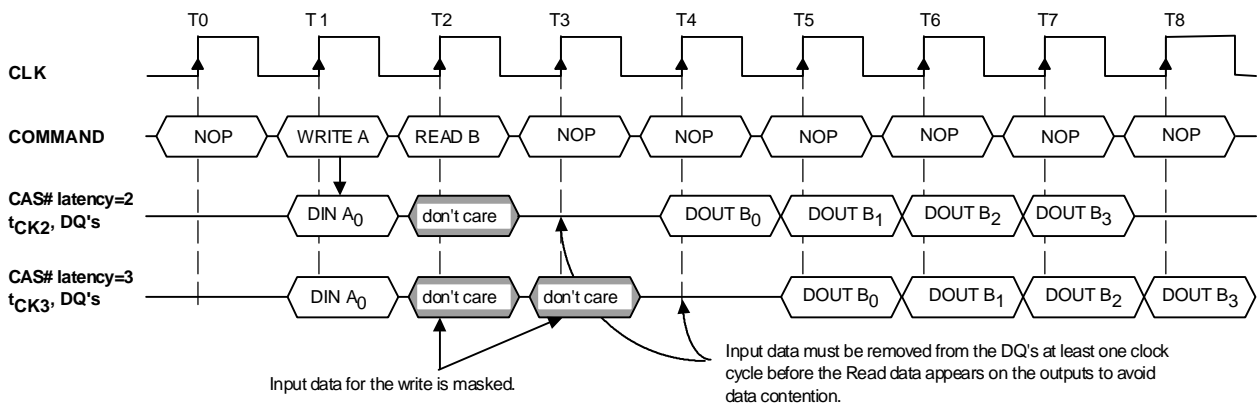 T0 T1 T2 T3 T4 T5 T6 T7 T8
CLK
COMMAND NOP WRITE A READ B NOP NOP NOP NOP NOP NOP
CAS# latency=2
tCK2, DQ's DIN A0 don't care DOUT B0 DOUT B1 DOUT B2 DOUT B3
CAS# latency=3
tCK3, DQ's DIN A0 don't care don't care DOUT B0 DOUT B1 DOUT B2 DOUT B3
Input data for the write is masked.
Input data must be removed from the DQ's at least one clock
cycle before the Read data appears on the outputs to avoid
data contention.